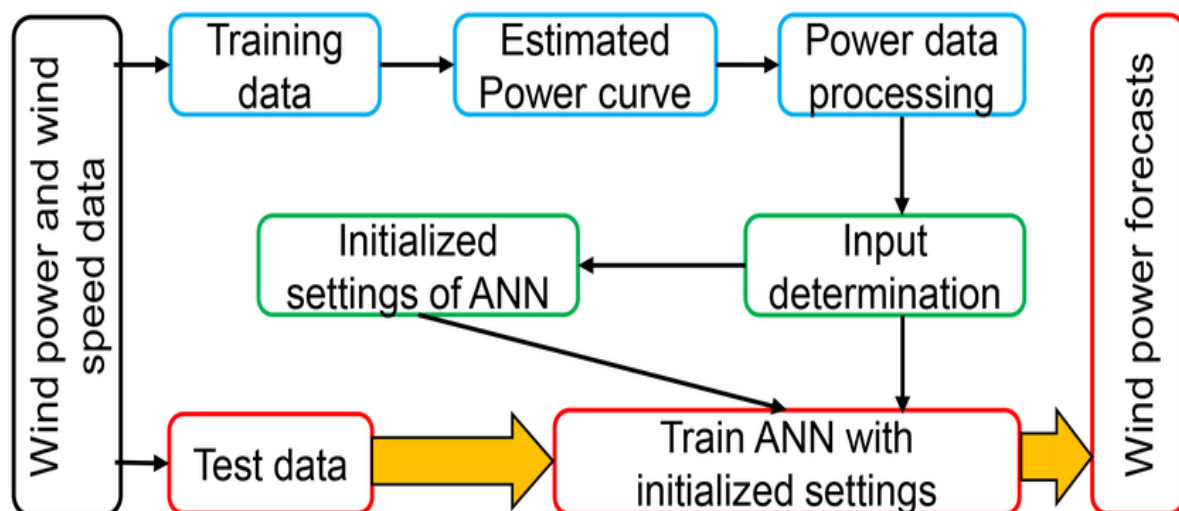 Wind power and wind
speed data
Training
data
Estimated
Power curve
Power data
processing
Initialized
settings of ANN
Input
determination
Test data
Train ANN with
initialized settings
Wind power forecasts